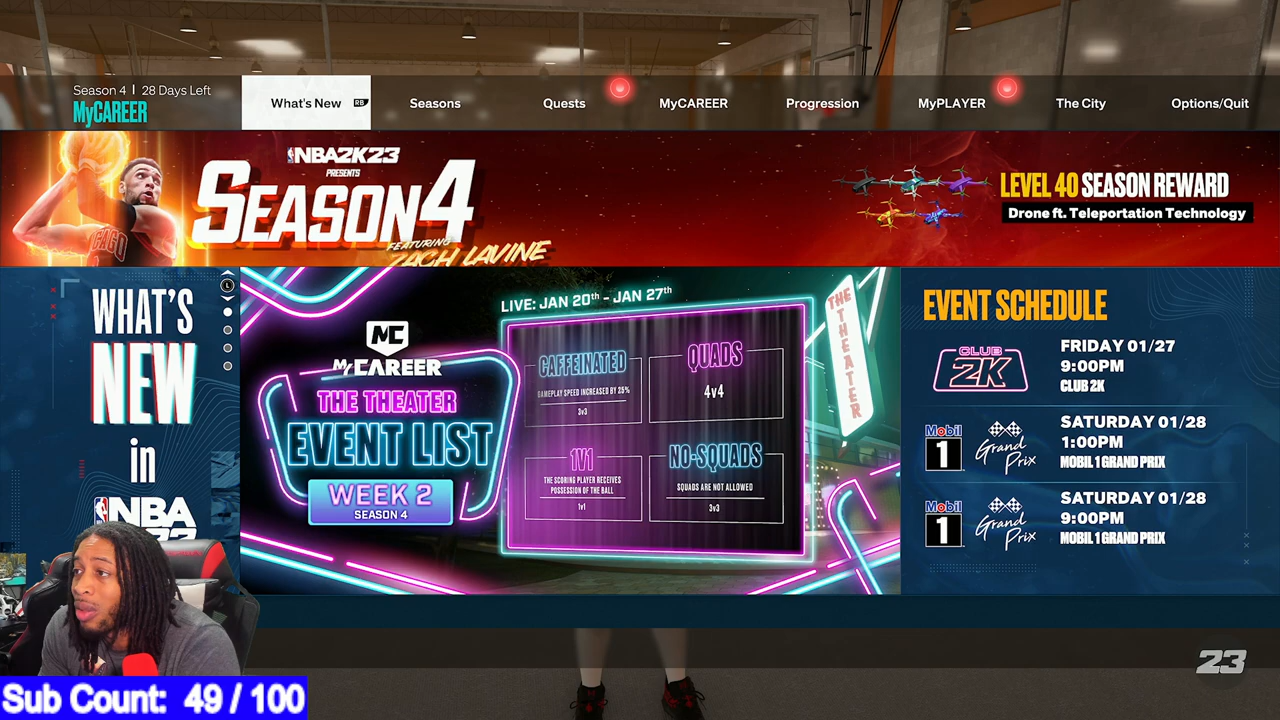 Season 4 | 28 Days Left
MyCAREER
What's New RB
Seasons
Quests
MyCAREER
Progression
MyPLAYER
The City
Options/Quit
NBA2K23
PRESENTS
SEASON 4
FEATURING
ZACH LAVINE
CHICAGO
LEVEL 40 SEASON REWARD
Drone ft. Teleportation Technology
WHAT'S
NEW
in
NBA
L
LIVE: JAN 20th - JAN 27th
MC
MyCAREER
THE THEATER
EVENT LIST
WEEK 2
SEASON 4
CAFFEINATED
GAMEPLAY SPEED INCREASED BY 25%
3v3
QUADS
4v4
1V1
THE SCORING PLAYER RECEIVES
POSSESSION OF THE BALL
1v1
NO-SQUADS
SQUADS ARE NOT ALLOWED
3v3
THE THEATER
EVENT SCHEDULE
CLUB
2K
FRIDAY 01/27
9:00PM
CLUB 2K
Mobil
1
Grand
Prix
SATURDAY 01/28
1:00PM
MOBIL 1 GRAND PRIX
Mobil
1
Grand
Prix
SATURDAY 01/28
9:00PM
MOBIL 1 GRAND PRIX
23
Sub Count: 49 / 100